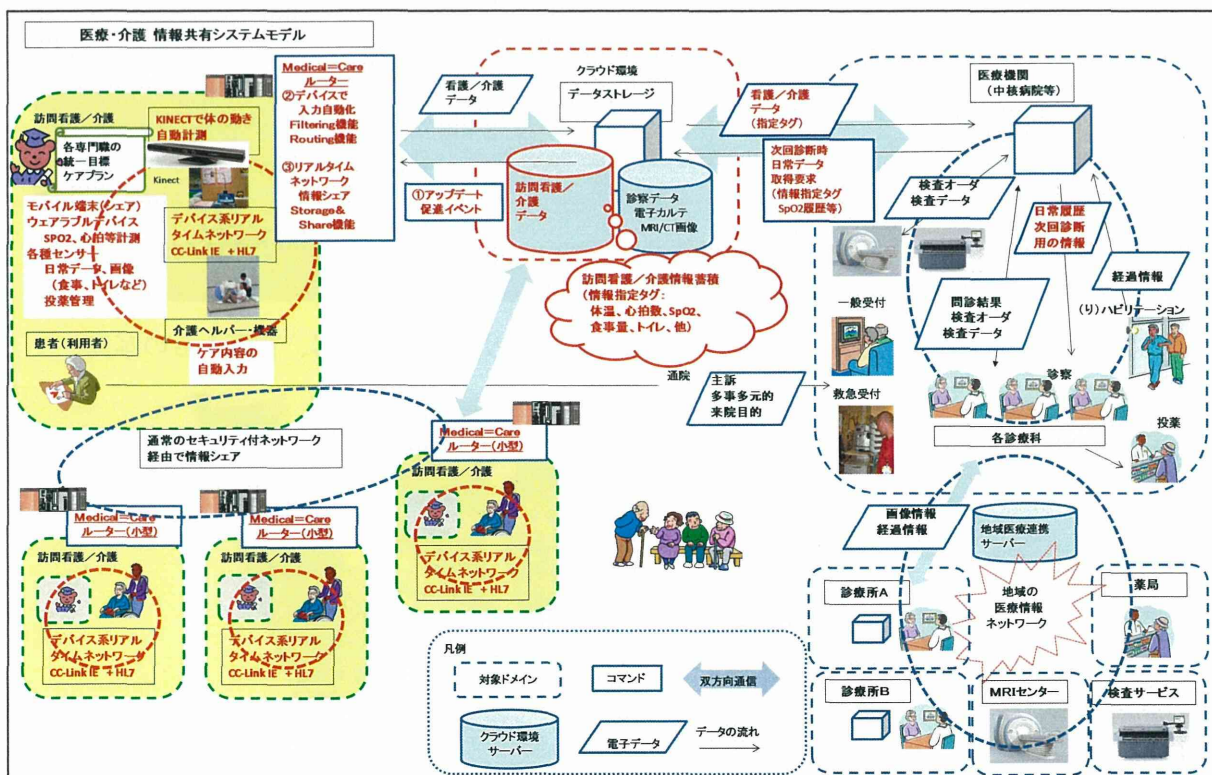 医療・介護 情報共有システムモデル
訪問看護／介護
各専門職の
統一目標
ケアプラン
KINECTで体の動き
自動計測
Kinect
モバイル端末(シェア)
ウェアラブルデバイス
SPO2、心拍等計測
各種センサー
日常データ、画像
(食事、トイレなど)
投薬管理
デバイス系リアル
タイムネットワーク
CC-Link IE +HL7
介護ヘルパー・機器
患者(利用者)
ケア内容の
自動入力
Medical=Care
ルーター
②デバイスで
入力自動化
Filtering機能
Routing機能
③リアルタイム
ネットワーク
情報シェア
Storage&
Share機能
看護／介護
データ
①アップデート
促進イベント
クラウド環境
データストレージ
訪問看護／
介護
データ
診察データ
電子カルテ
MRI/CT画像
訪問看護／介護情報蓄積
(情報指定タグ:
体温、心拍数、SpO2、
食事量、トイレ、他)
看護／介護
データ
(指定タグ)
次回診断時
日常データ
取得要求
(情報指定タグ
SpO2履歴等)
医療機関
(中核病院等)
検査オーダ
検査データ
日常履歴
次回診断
用の情報
経過情報
一般受付
問診結果
検査オーダ
検査データ
(り)ハビリテーション
通院
主訴
多事多元的
来院目的
救急受付
診察
各診療科
投薬
通常のセキュリティ付ネットワーク
経由で情報シェア
Medical=Care
ルーター(小型)
訪問看護／介護
デバイス系リアル
タイムネットワーク
CC-Link IE +HL7
Medical=Care
ルーター(小型)
訪問看護／介護
デバイス系リアル
タイムネットワーク
CC-Link IE +HL7
Medical=Care
ルーター(小型)
訪問看護／介護
デバイス系リアル
タイムネットワーク
CC-Link IE +HL7
画像情報
経過情報
地域医療連携
サーバー
診療所A
地域の
医療情報
ネットワーク
薬局
診療所B
MRIセンター
検査サービス
凡例
対象ドメイン
コマンド
双方向通信
クラウド環境
サーバー
電子データ
データの流れ